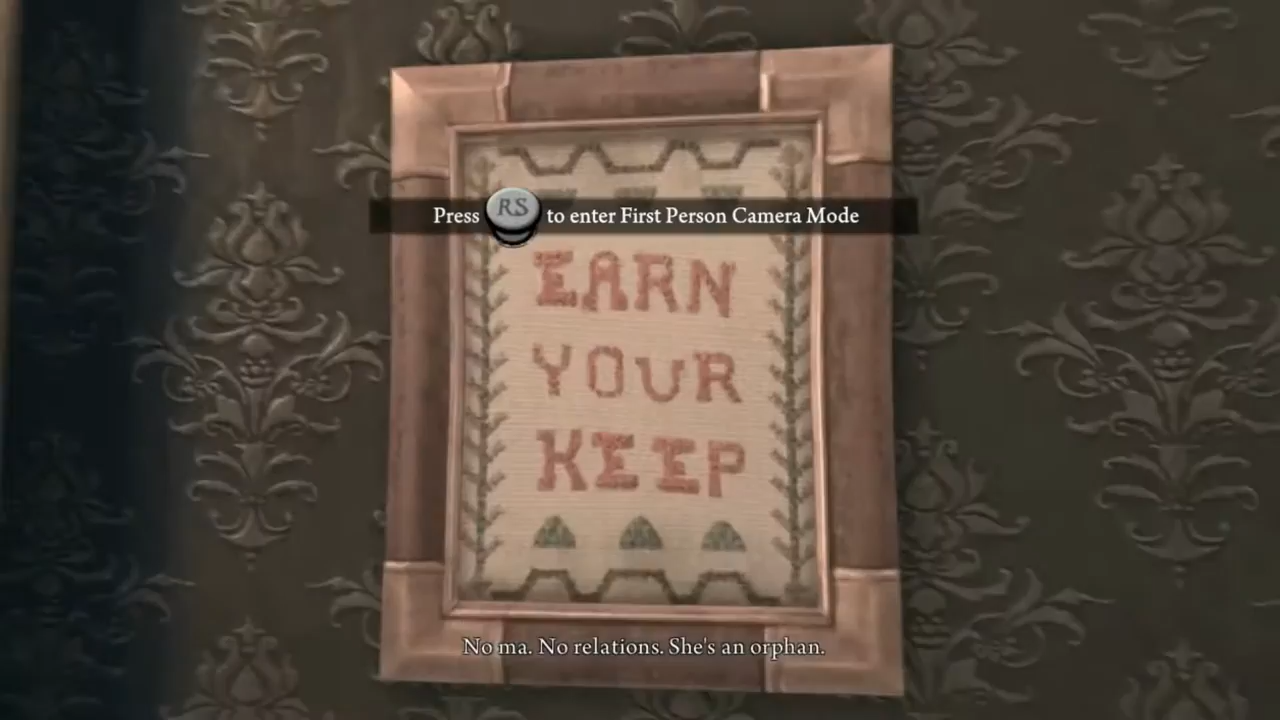 Press RS to enter First Person Camera Mode
EARN
YOUR
KEEP
No ma. No relations. She's an orphan.